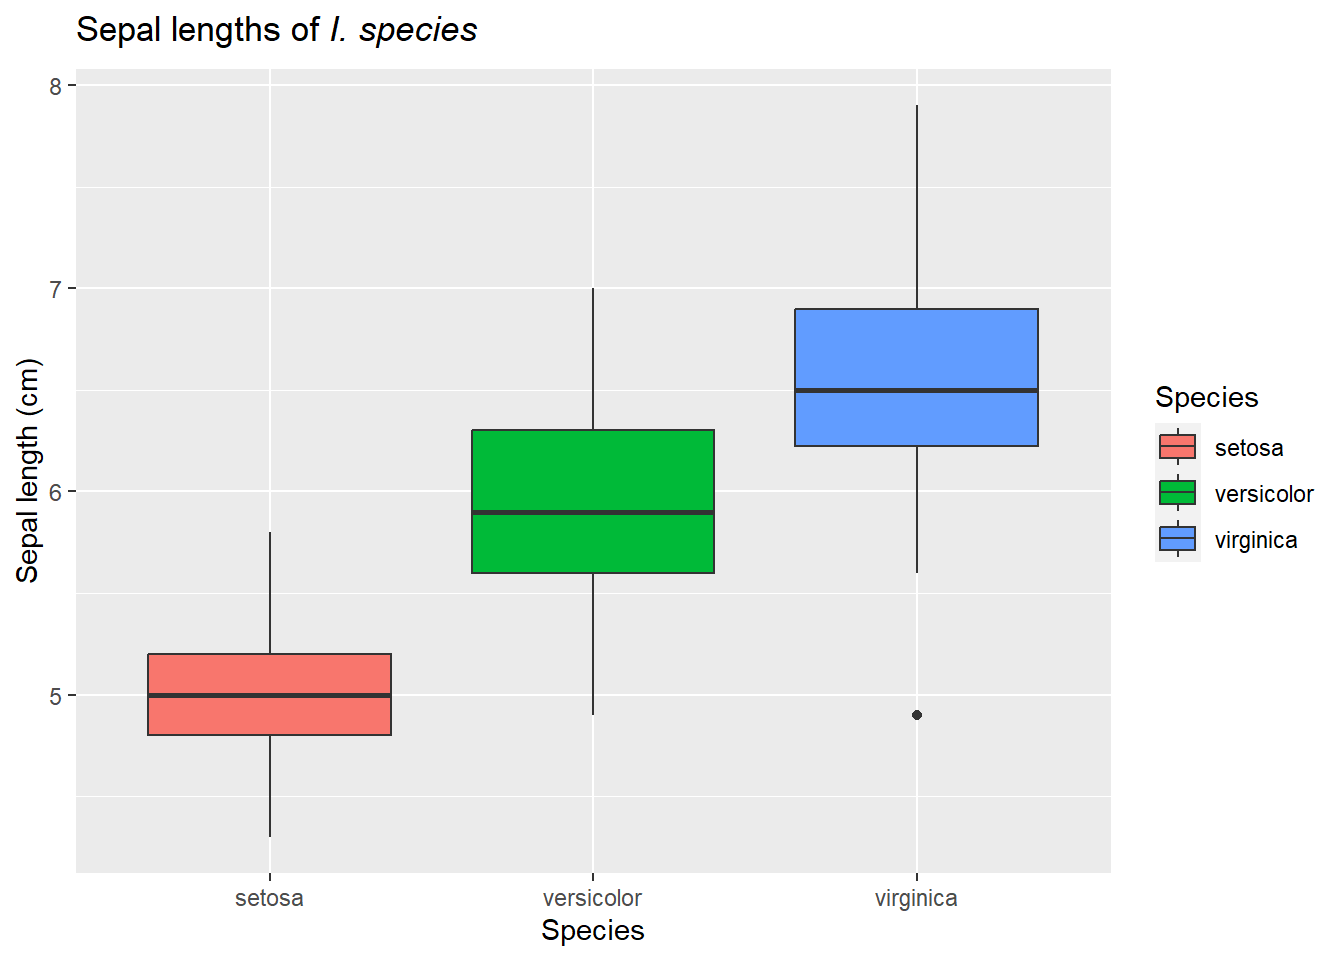 Sepal lengths of I. species
8
7
6
5
Sepal length (cm)
setosa
versicolor
virginica
Species
Species
setosa
versicolor
virginica